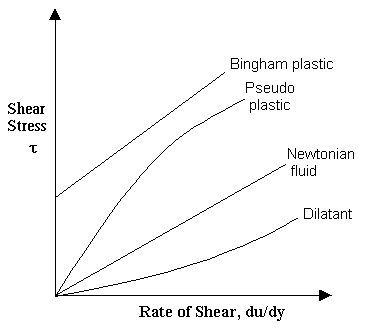 Bingham plastic
Pseudo
plastic
Shear
Stress
τ
Newtonian
fluid
Dilatant
Rate of Shear, du/dy